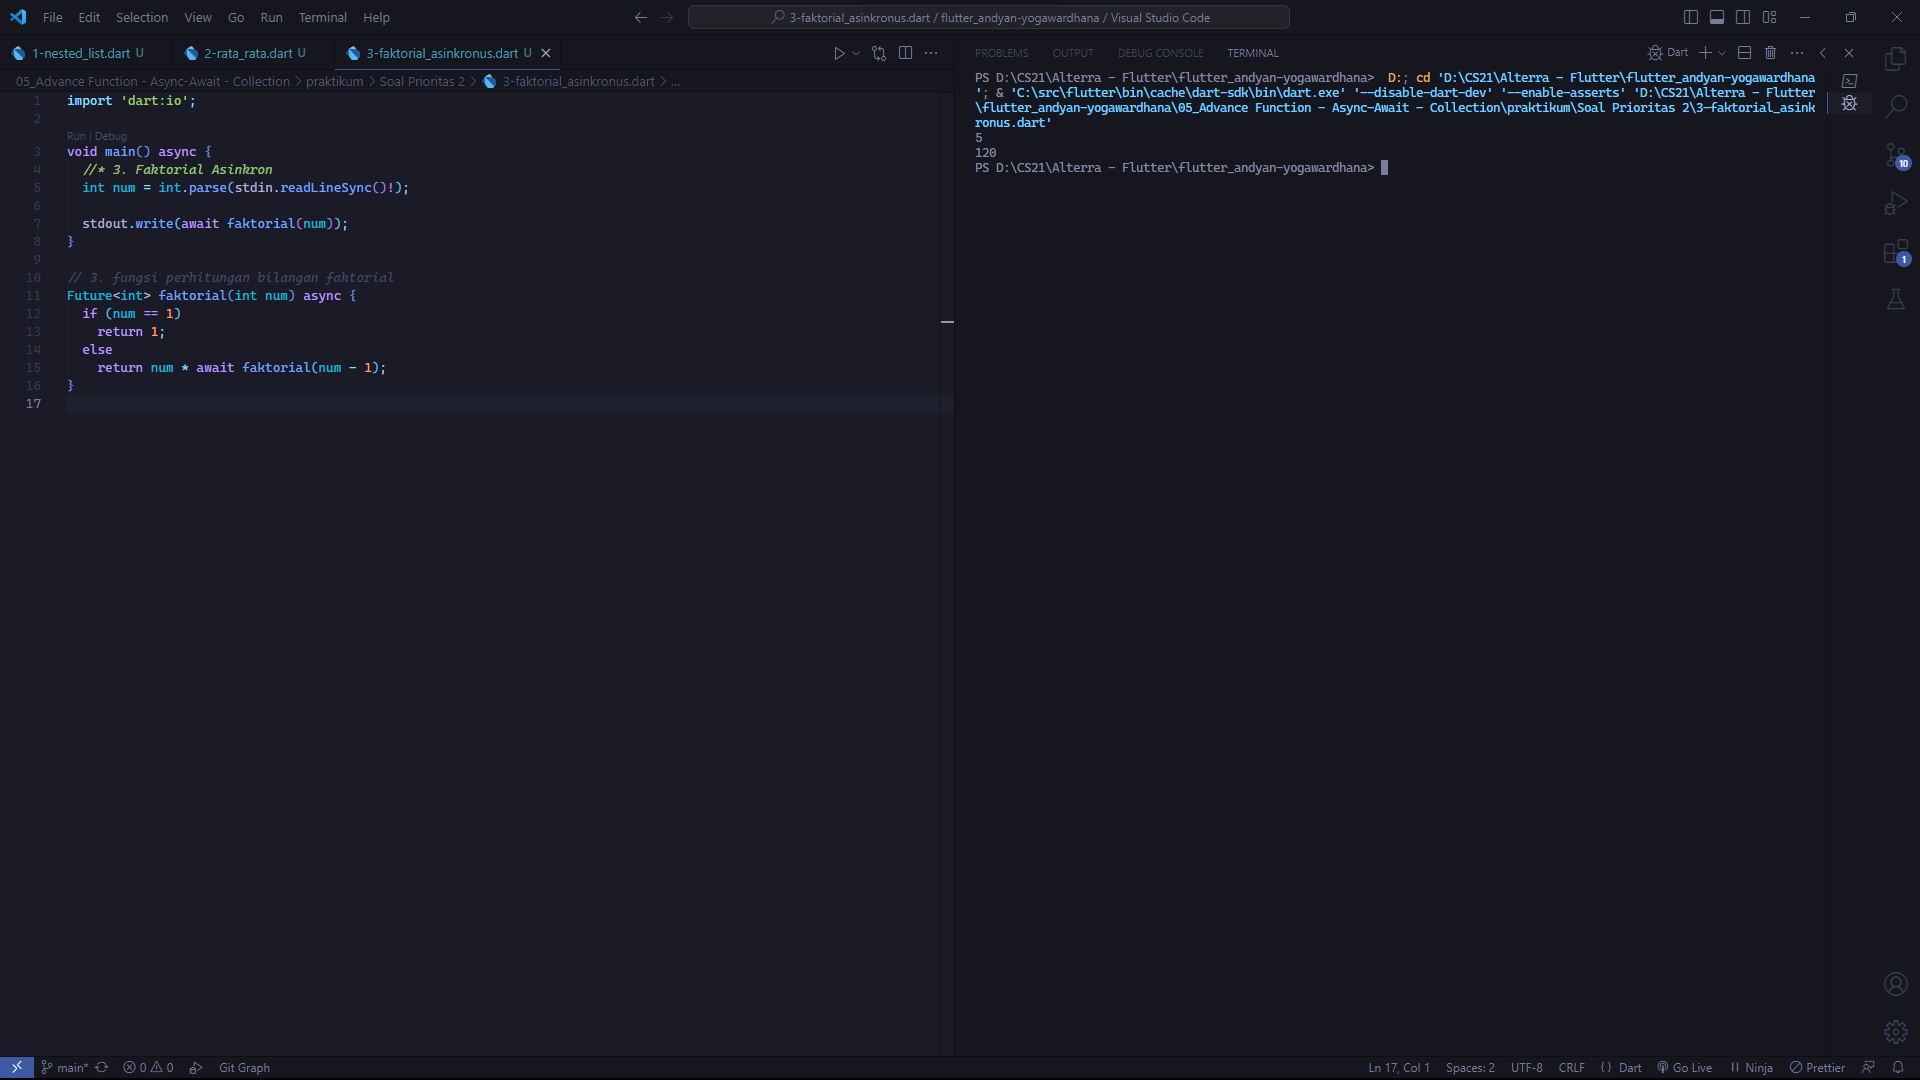 File Edit Selection View Go Run Terminal Help
3-faktorial_asinkronus.dart / flutter_andyan-yogawardhana / Visual Studio Code
1-nested_list.dart U
2-rata_rata.dart U
3-faktorial_asinkronus.dart U
05_Advance Function - Async-Await - Collection > praktikum > Soal Prioritas 2 > 3-faktorial_asinkronus.dart > ...
1 import 'dart:io';
2
Run | Debug
3 void main() async {
4 //* 3. Faktorial Asinkron
5 int num = int.parse(stdin.readLineSync()!);
6
7 stdout.write(await faktorial(num));
8 }
9
10 // 3. fungsi perhitungan bilangan faktorial
11 Future<int> faktorial(int num) async {
12 if (num == 1)
13 return 1;
14 else
15 return num * await faktorial(num - 1);
16 }
17
PROBLEMS OUTPUT DEBUG CONSOLE TERMINAL
Dart
PS D:\CS21\Alterra - Flutter\flutter_andyan-yogawardhana> D:; cd 'D:\CS21\Alterra - Flutter\flutter_andyan-yogawardhana
'; & 'C:\src\flutter\bin\cache\dart-sdk\bin\dart.exe' '--disable-dart-dev' '--enable-asserts' 'D:\CS21\Alterra - Flutter
\flutter_andyan-yogawardhana\05_Advance Function - Async-Await - Collection\praktikum\Soal Prioritas 2\3-faktorial_asink
ronus.dart'
5
120
PS D:\CS21\Alterra - Flutter\flutter_andyan-yogawardhana>
10
1
main* 0 0 Git Graph
Ln 17, Col 1 Spaces: 2 UTF-8 CRLF { } Dart Go Live Ninja Prettier